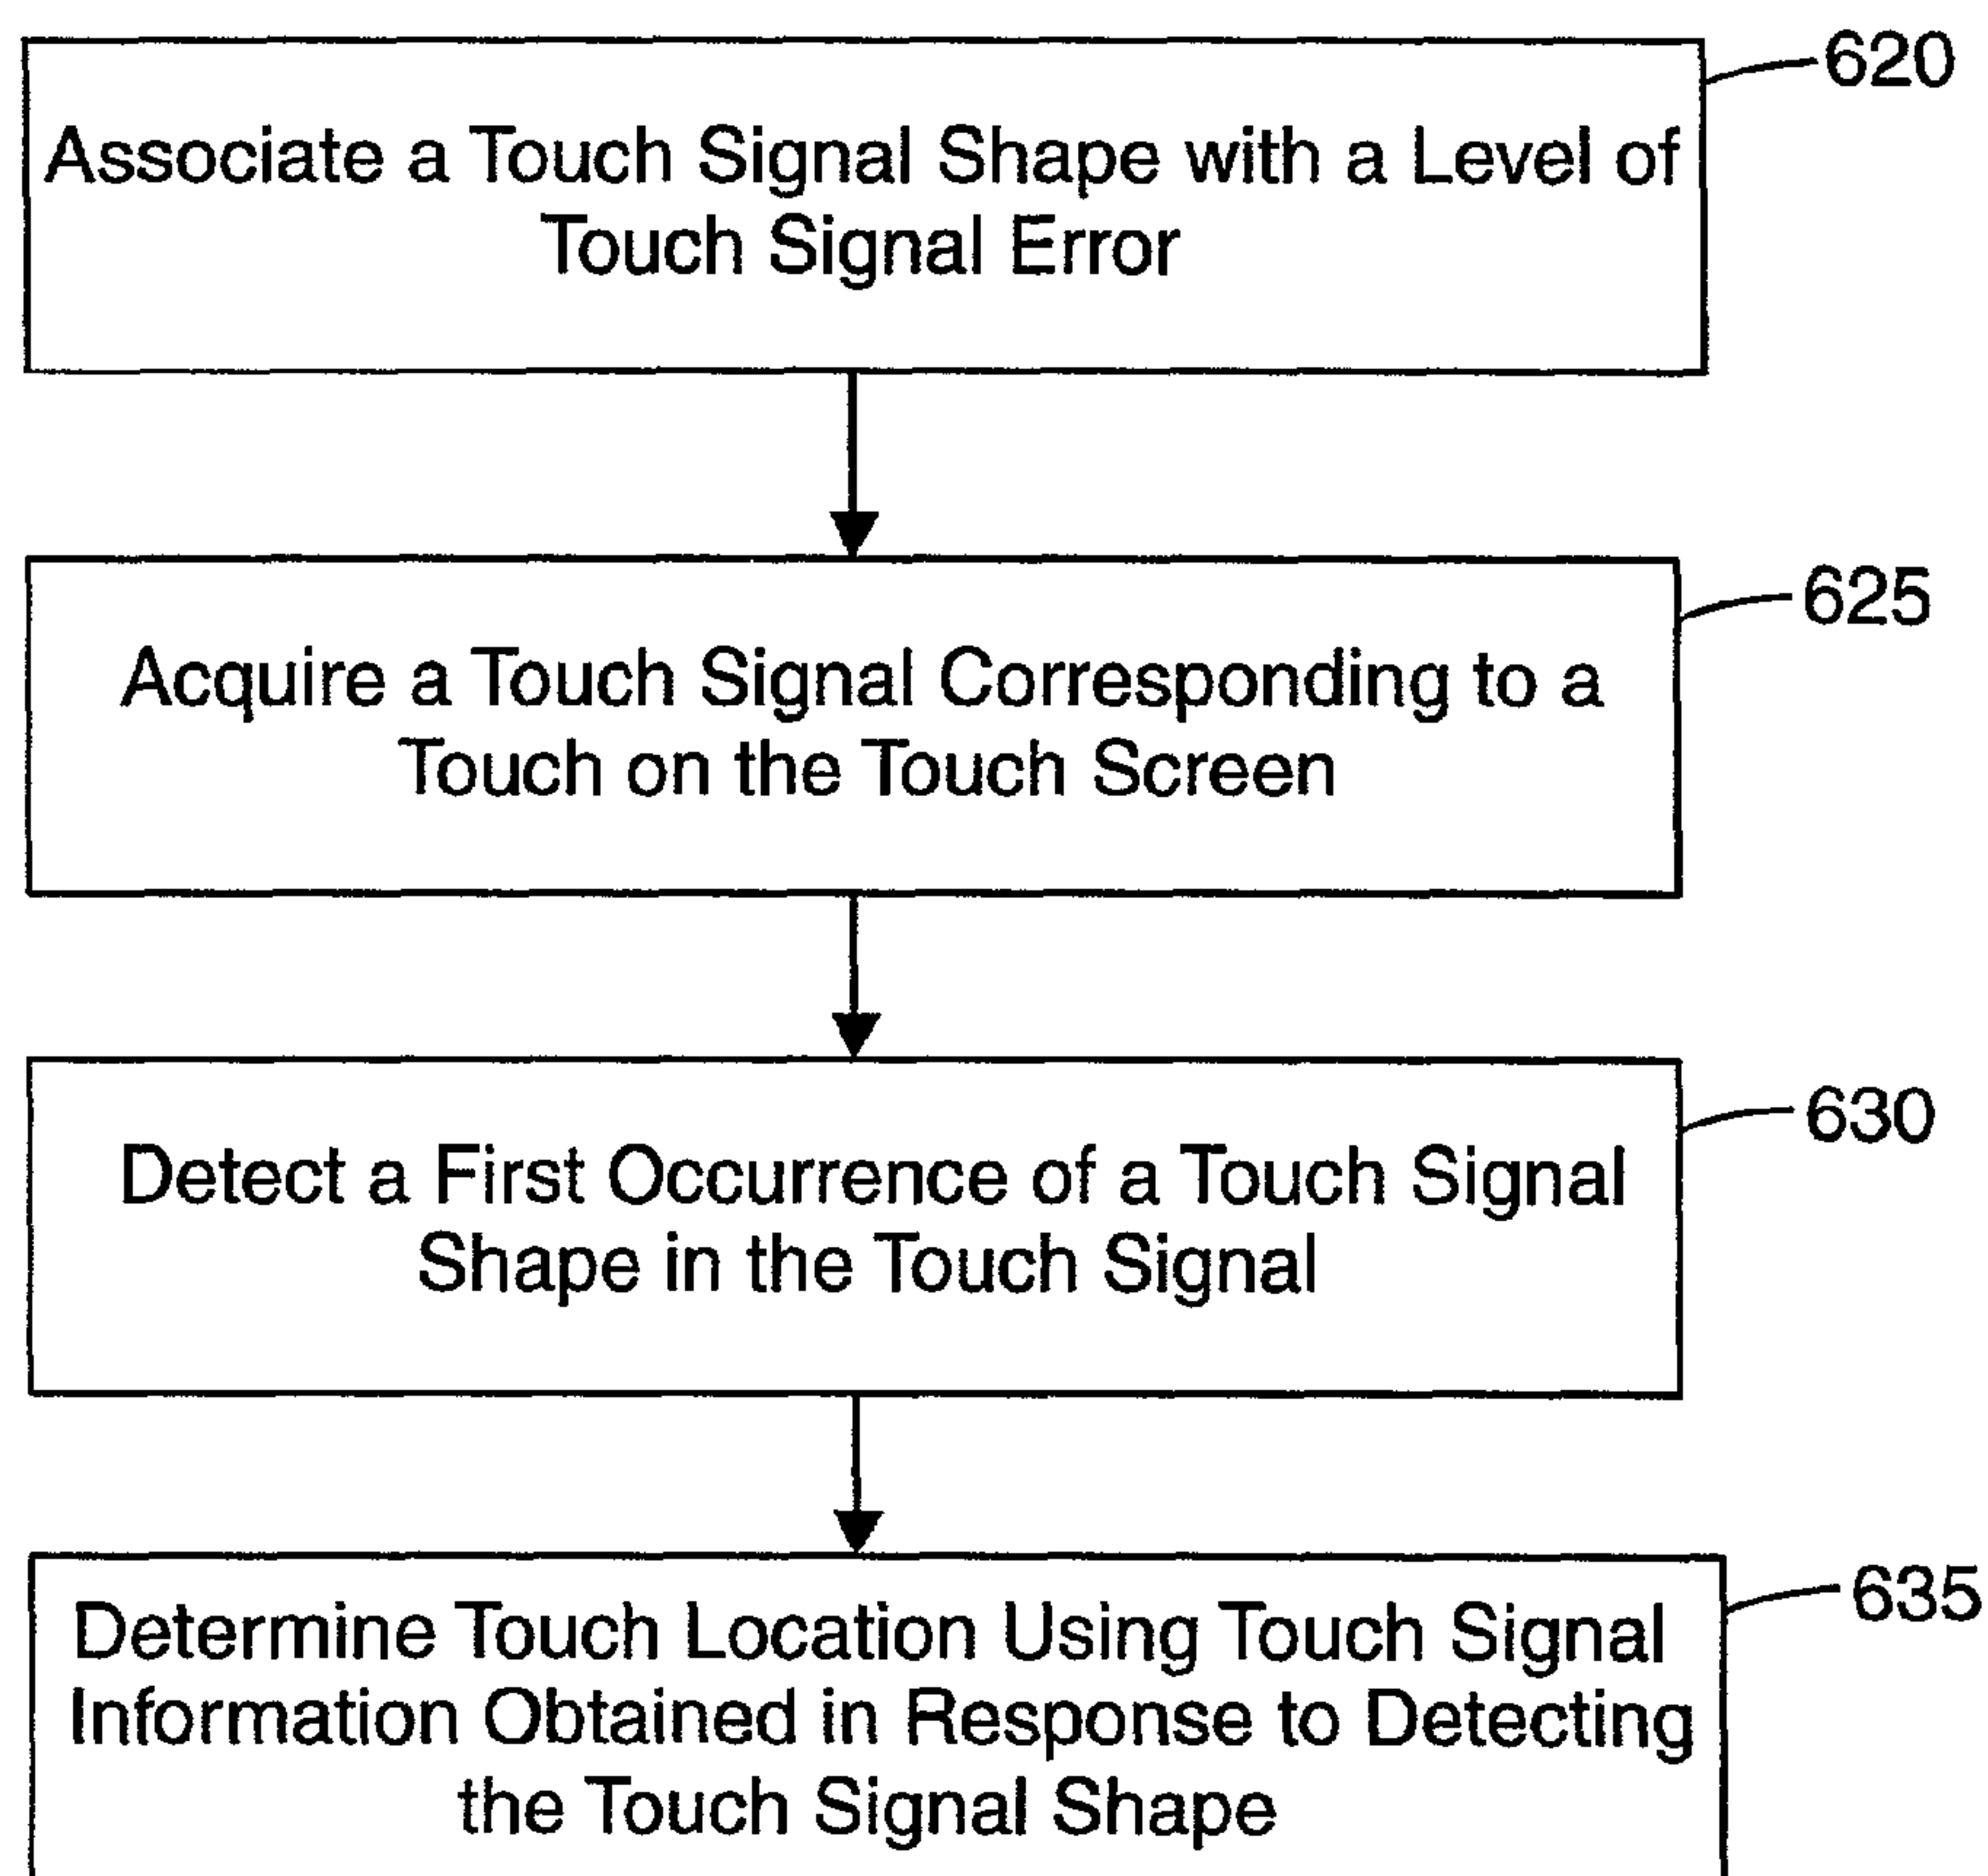 620
Associate a Touch Signal Shape with a Level of
Touch Signal Error
625
Acquire a Touch Signal Corresponding to a
Touch on the Touch Screen
630
Detect a First Occurrence of a Touch Signal
Shape in the Touch Signal
635
Determine Touch Location Using Touch Signal
Information Obtained in Response to Detecting
the Touch Signal Shape